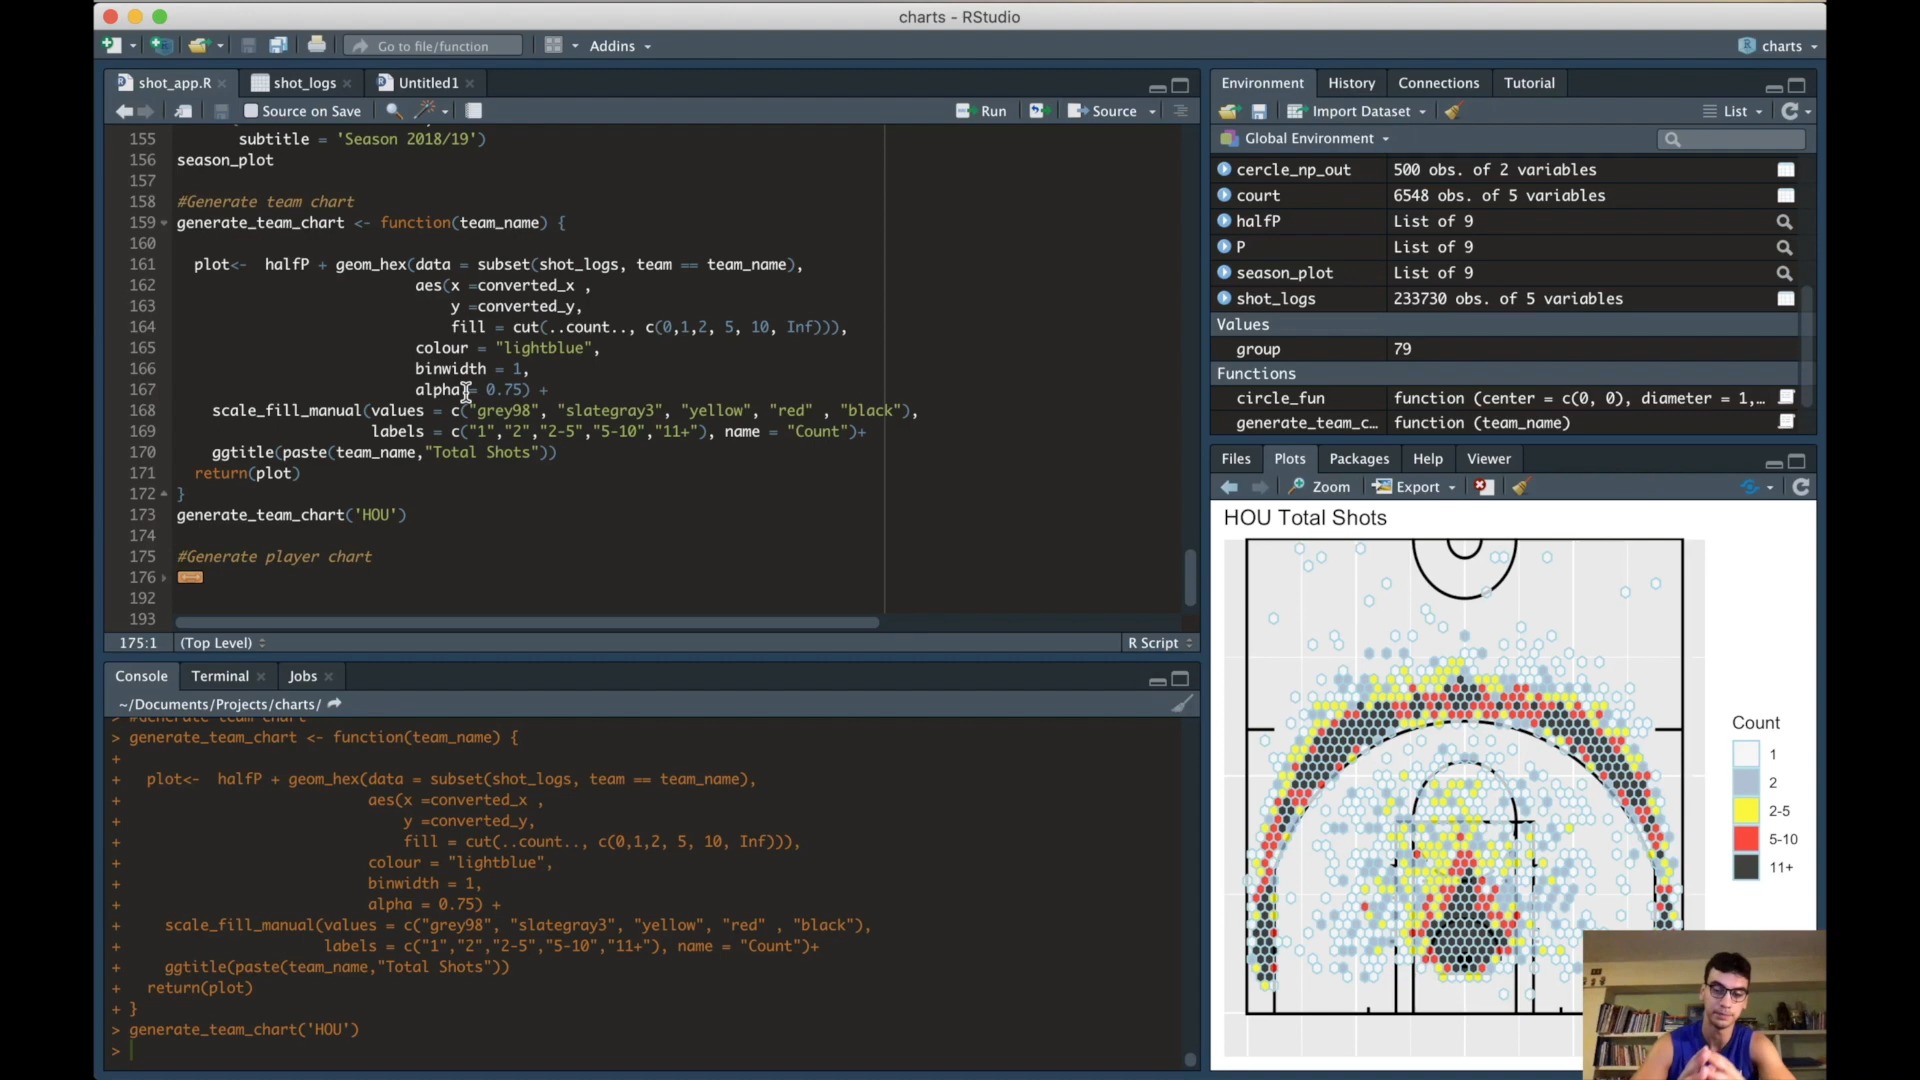 charts - RStudio
Go to file/function
Addins
charts
shot_app.R
shot_logs
Untitled1
Source on Save
Run
Source
155 subtitle = 'Season 2018/19')
156 season_plot
157
158 #Generate team chart
159 generate_team_chart <- function(team_name) {
160
161 plot<- halfP + geom_hex(data = subset(shot_logs, team == team_name),
162 aes(x =converted_x ,
163 y =converted_y,
164 fill = cut(..count.., c(0,1,2, 5, 10, Inf))),
165 colour = "lightblue",
166 binwidth = 1,
167 alpha = 0.75) +
168 scale_fill_manual(values = c("grey98", "slategray3", "yellow", "red" , "black"),
169 labels = c("1","2","2-5","5-10","11+"), name = "Count")+
170 ggtitle(paste(team_name,"Total Shots"))
171 return(plot)
172 }
173 generate_team_chart('HOU')
174
175 #Generate player chart
176
192
193
175:1 (Top Level)
R Script
Console Terminal Jobs
~/Documents/Projects/charts/
> #Generate team chart
> generate_team_chart <- function(team_name) {
+
+ plot<- halfP + geom_hex(data = subset(shot_logs, team == team_name),
+ aes(x =converted_x ,
+ y =converted_y,
+ fill = cut(..count.., c(0,1,2, 5, 10, Inf))),
+ colour = "lightblue",
+ binwidth = 1,
+ alpha = 0.75) +
+ scale_fill_manual(values = c("grey98", "slategray3", "yellow", "red" , "black"),
+ labels = c("1","2","2-5","5-10","11+"), name = "Count")+
+ ggtitle(paste(team_name,"Total Shots"))
+ return(plot)
+ }
> generate_team_chart('HOU')
>
Environment History Connections Tutorial
Import Dataset
List
Global Environment
cercle_np_out 500 obs. of 2 variables
court 6548 obs. of 5 variables
halfP List of 9
P List of 9
season_plot List of 9
shot_logs 233730 obs. of 5 variables
Values
group 79
Functions
circle_fun function (center = c(0, 0), diameter = 1,…
generate_team_c… function (team_name)
Files Plots Packages Help Viewer
Zoom Export
HOU Total Shots
Count
1
2
2-5
5-10
11+